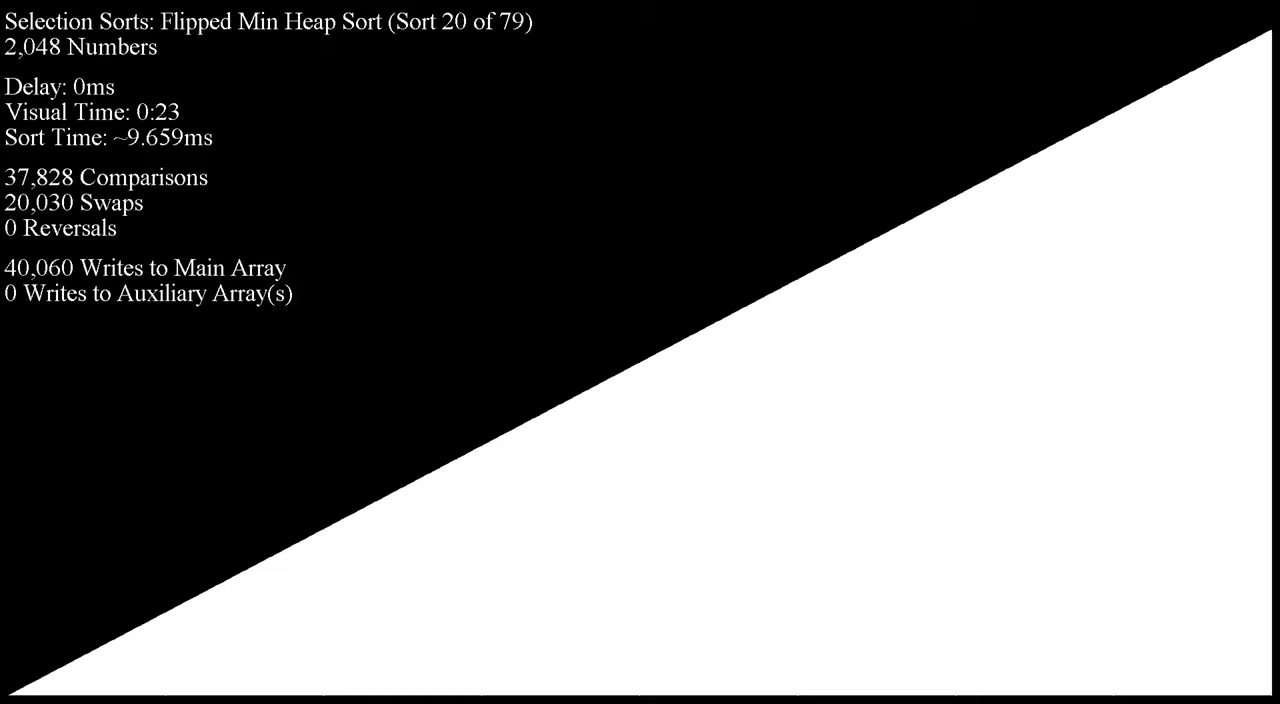 Selection Sorts: Flipped Min Heap Sort (Sort 20 of 79)
2,048 Numbers
Delay: 0ms
Visual Time: 0:23
Sort Time: ~9.659ms
37,828 Comparisons
20,030 Swaps
0 Reversals
40,060 Writes to Main Array
0 Writes to Auxiliary Array(s)